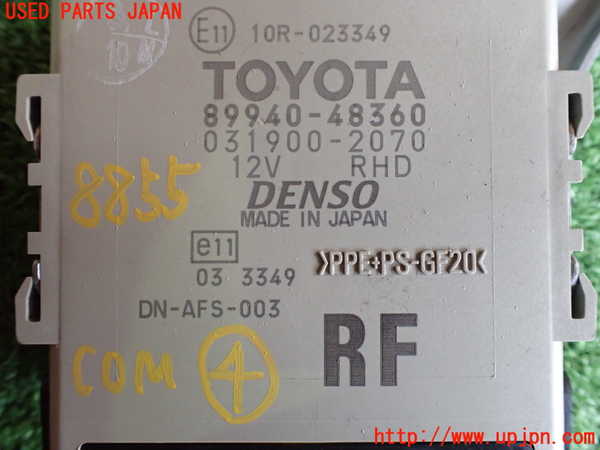 USED PARTS JAPAN
E11 10R-023349
TOYOTA
89940-48360
031900-2070
12V RHD
8855
DENSO
MADE IN JAPAN
e11
>PPE+PS-GF20<
03 3349
DN-AFS-003
RF
COM 4
http://www.upjpn.com